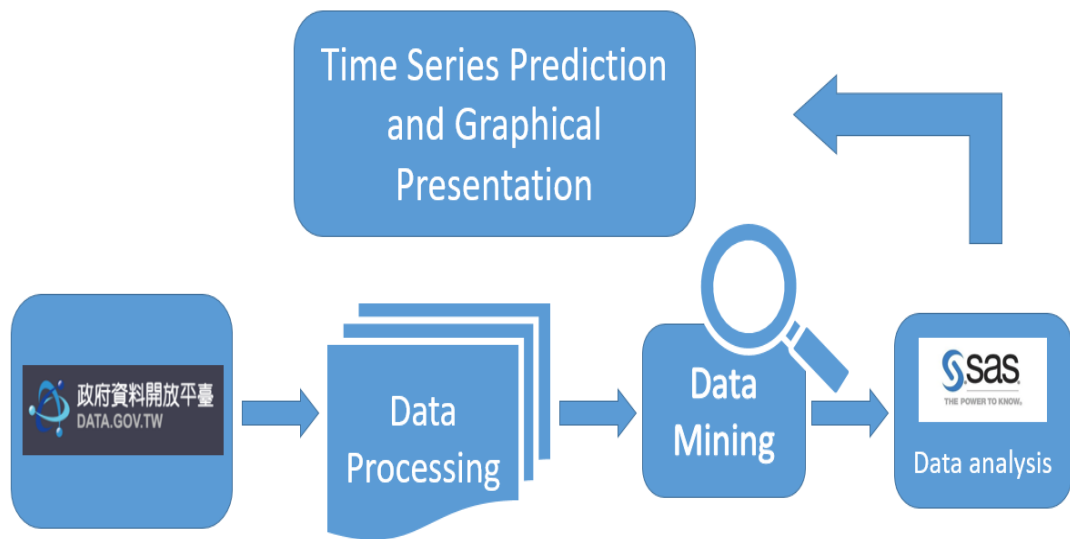 Time Series Prediction
and Graphical
Presentation
政府資料開放平臺
DATA.GOV.TW
Data
Processing
Data
Mining
sas
THE POWER TO KNOW.
Data analysis